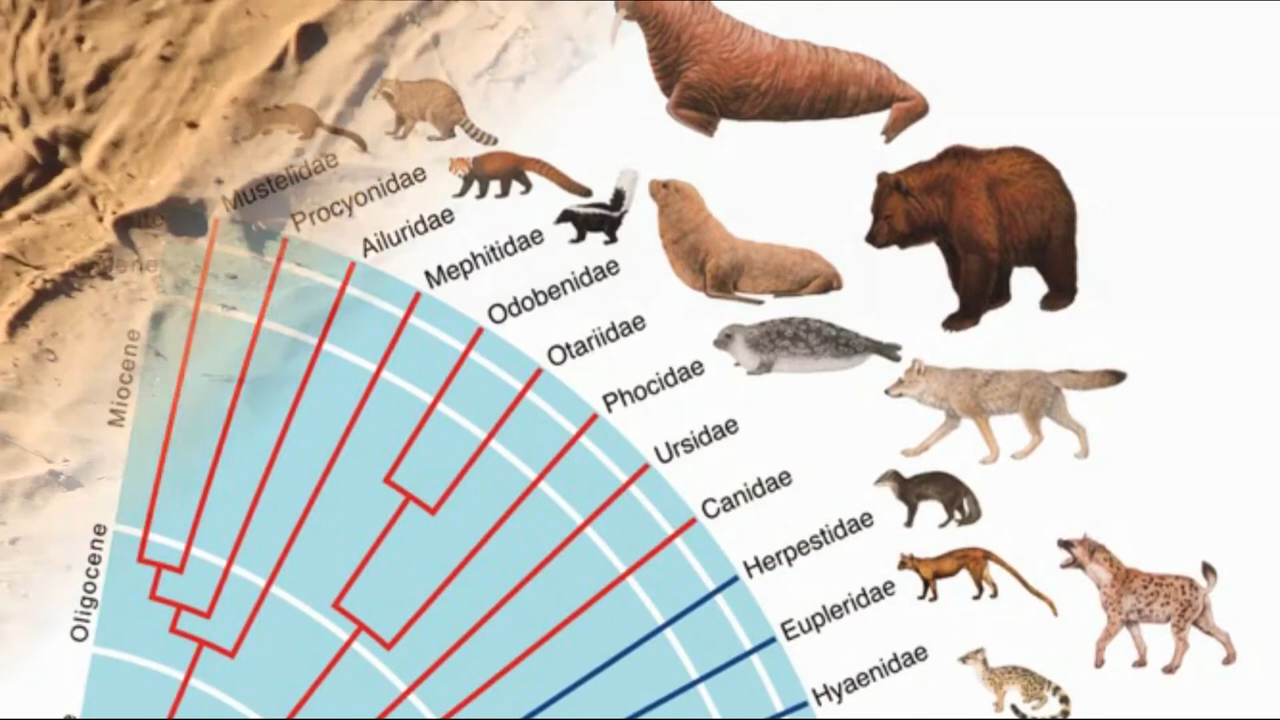 Mustelidae
Procyonidae
Ailuridae
Mephitidae
Odobenidae
Otariidae
Phocidae
Ursidae
Canidae
Herpestidae
Eupleridae
Hyaenidae
Miocene
Oligocene